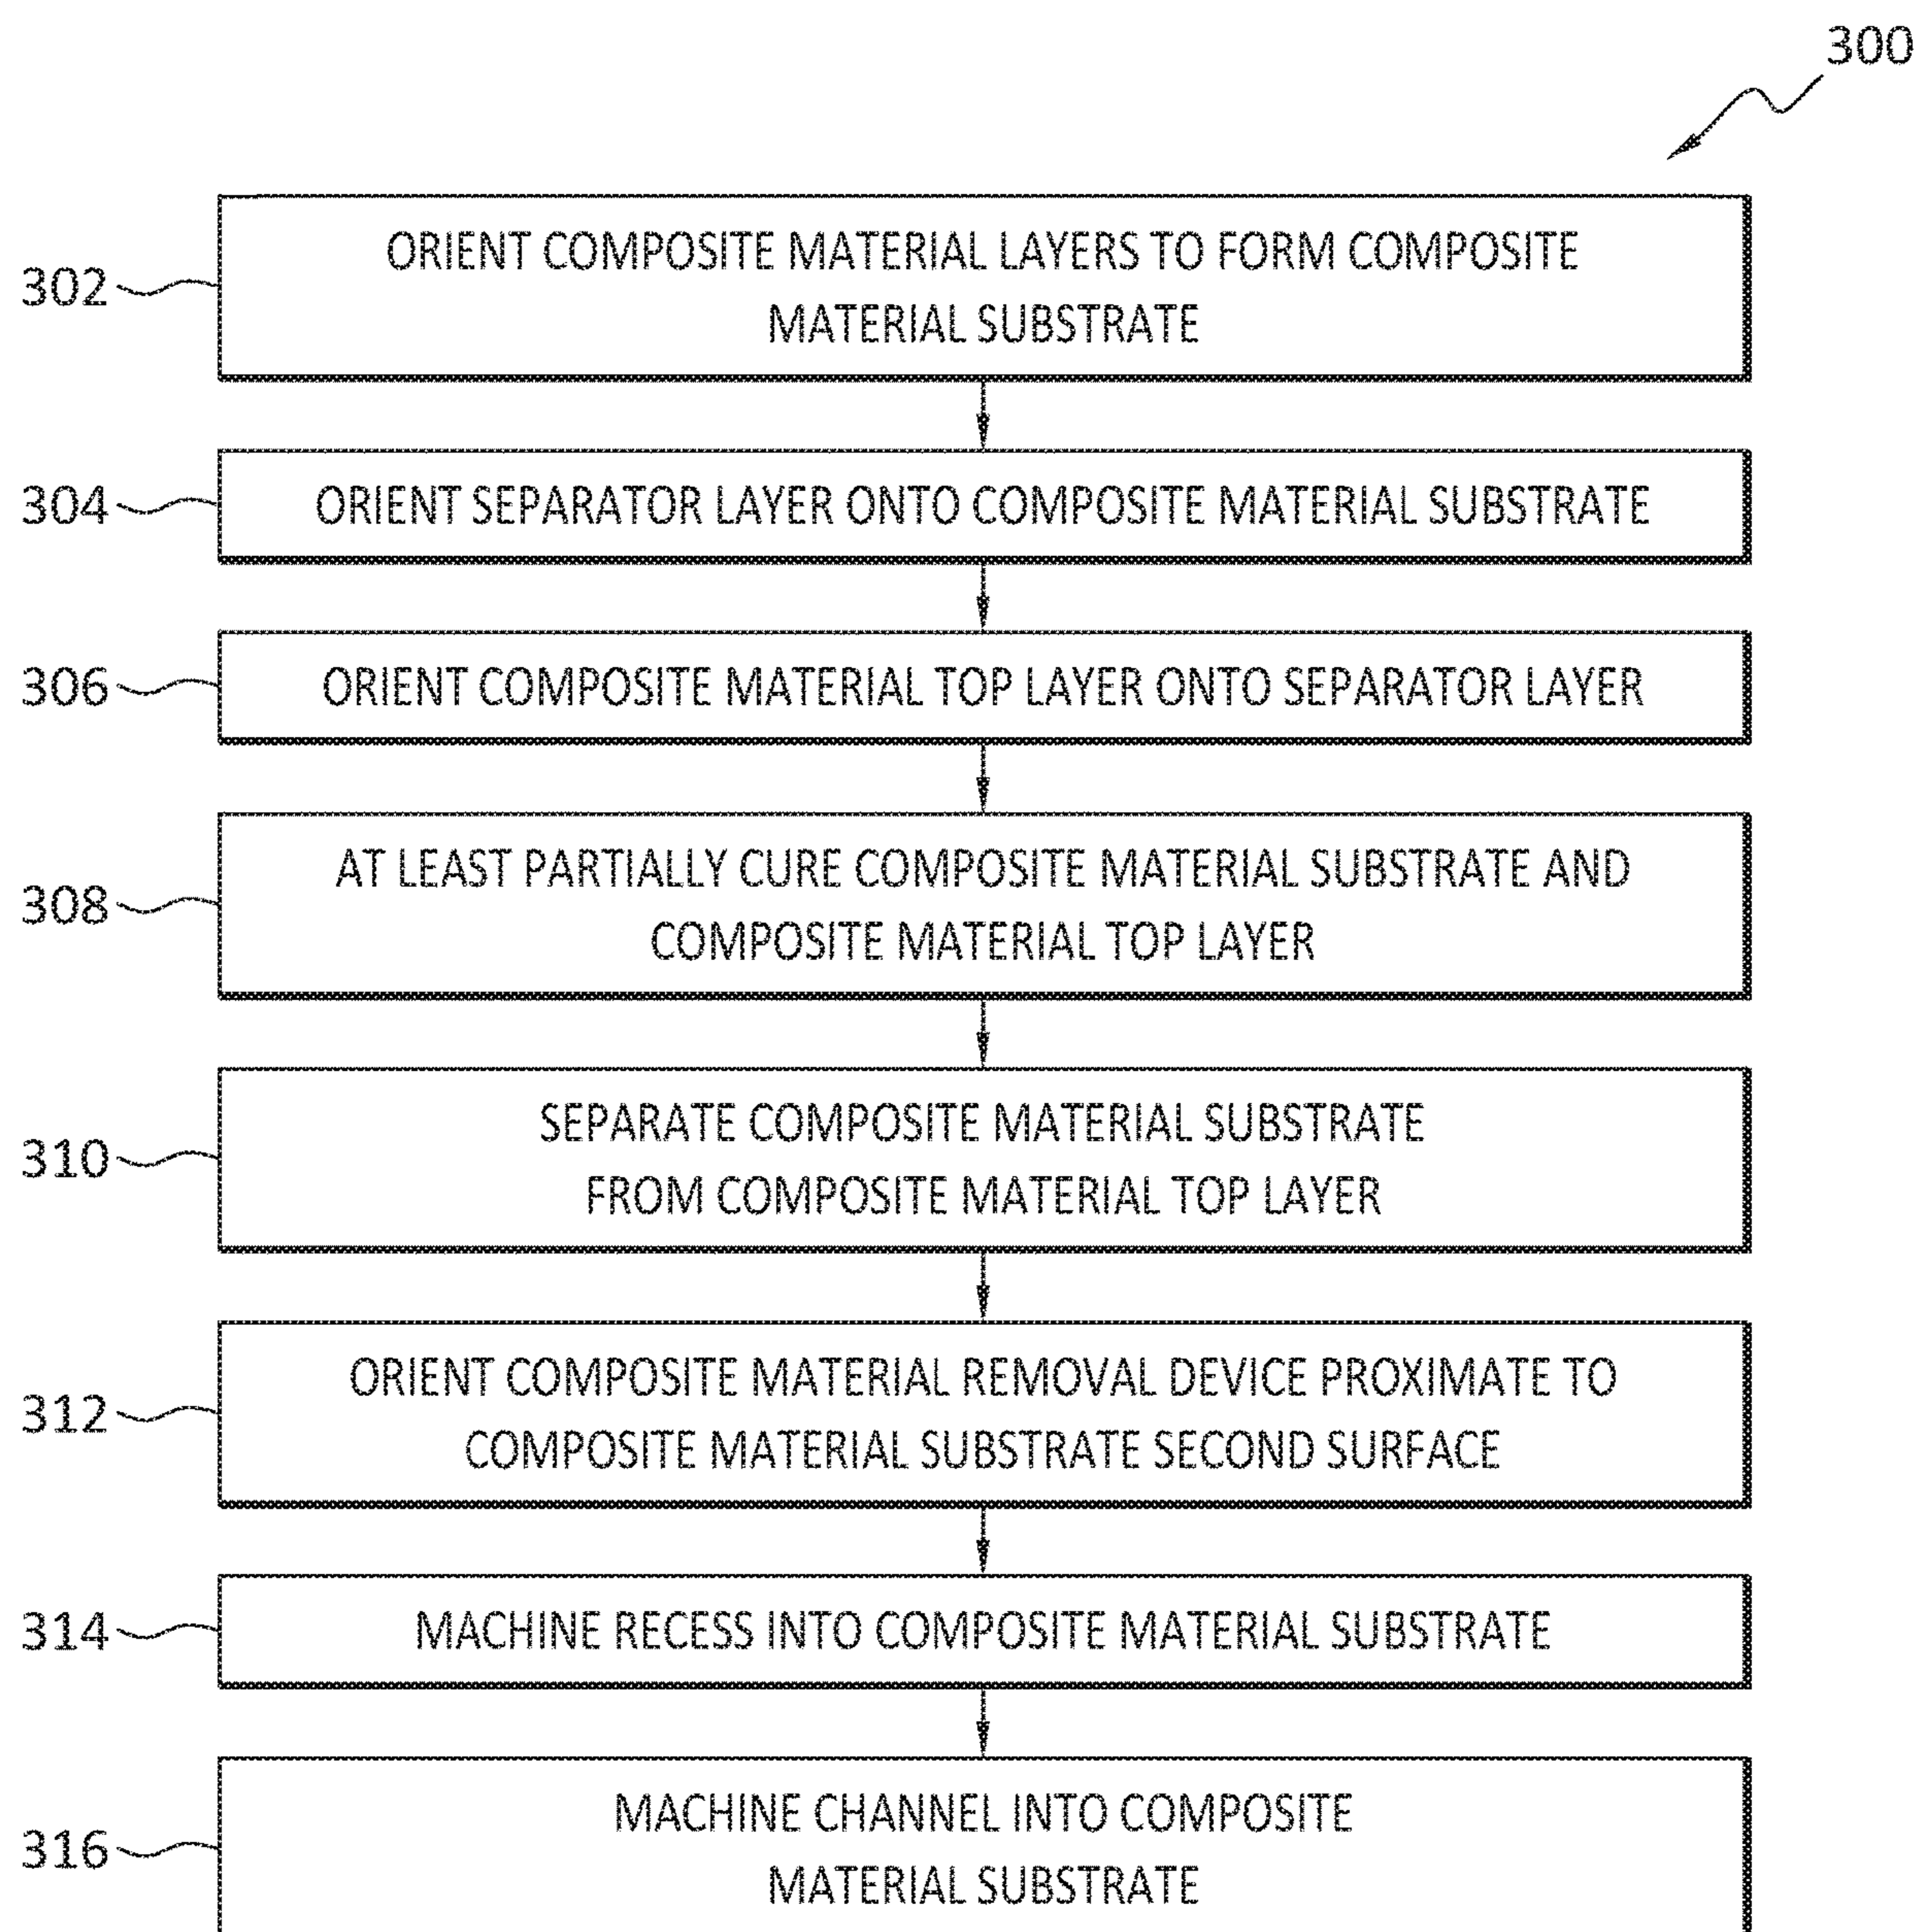 300
302
ORIENT COMPOSITE MATERIAL LAYERS TO FORM COMPOSITE
MATERIAL SUBSTRATE
304
ORIENT SEPARATOR LAYER ONTO COMPOSITE MATERIAL SUBSTRATE
306
ORIENT COMPOSITE MATERIAL TOP LAYER ONTO SEPARATOR LAYER
308
AT LEAST PARTIALLY CURE COMPOSITE MATERIAL SUBSTRATE AND
COMPOSITE MATERIAL TOP LAYER
310
SEPARATE COMPOSITE MATERIAL SUBSTRATE
FROM COMPOSITE MATERIAL TOP LAYER
312
ORIENT COMPOSITE MATERIAL REMOVAL DEVICE PROXIMATE TO
COMPOSITE MATERIAL SUBSTRATE SECOND SURFACE
314
MACHINE RECESS INTO COMPOSITE MATERIAL SUBSTRATE
316
MACHINE CHANNEL INTO COMPOSITE
MATERIAL SUBSTRATE